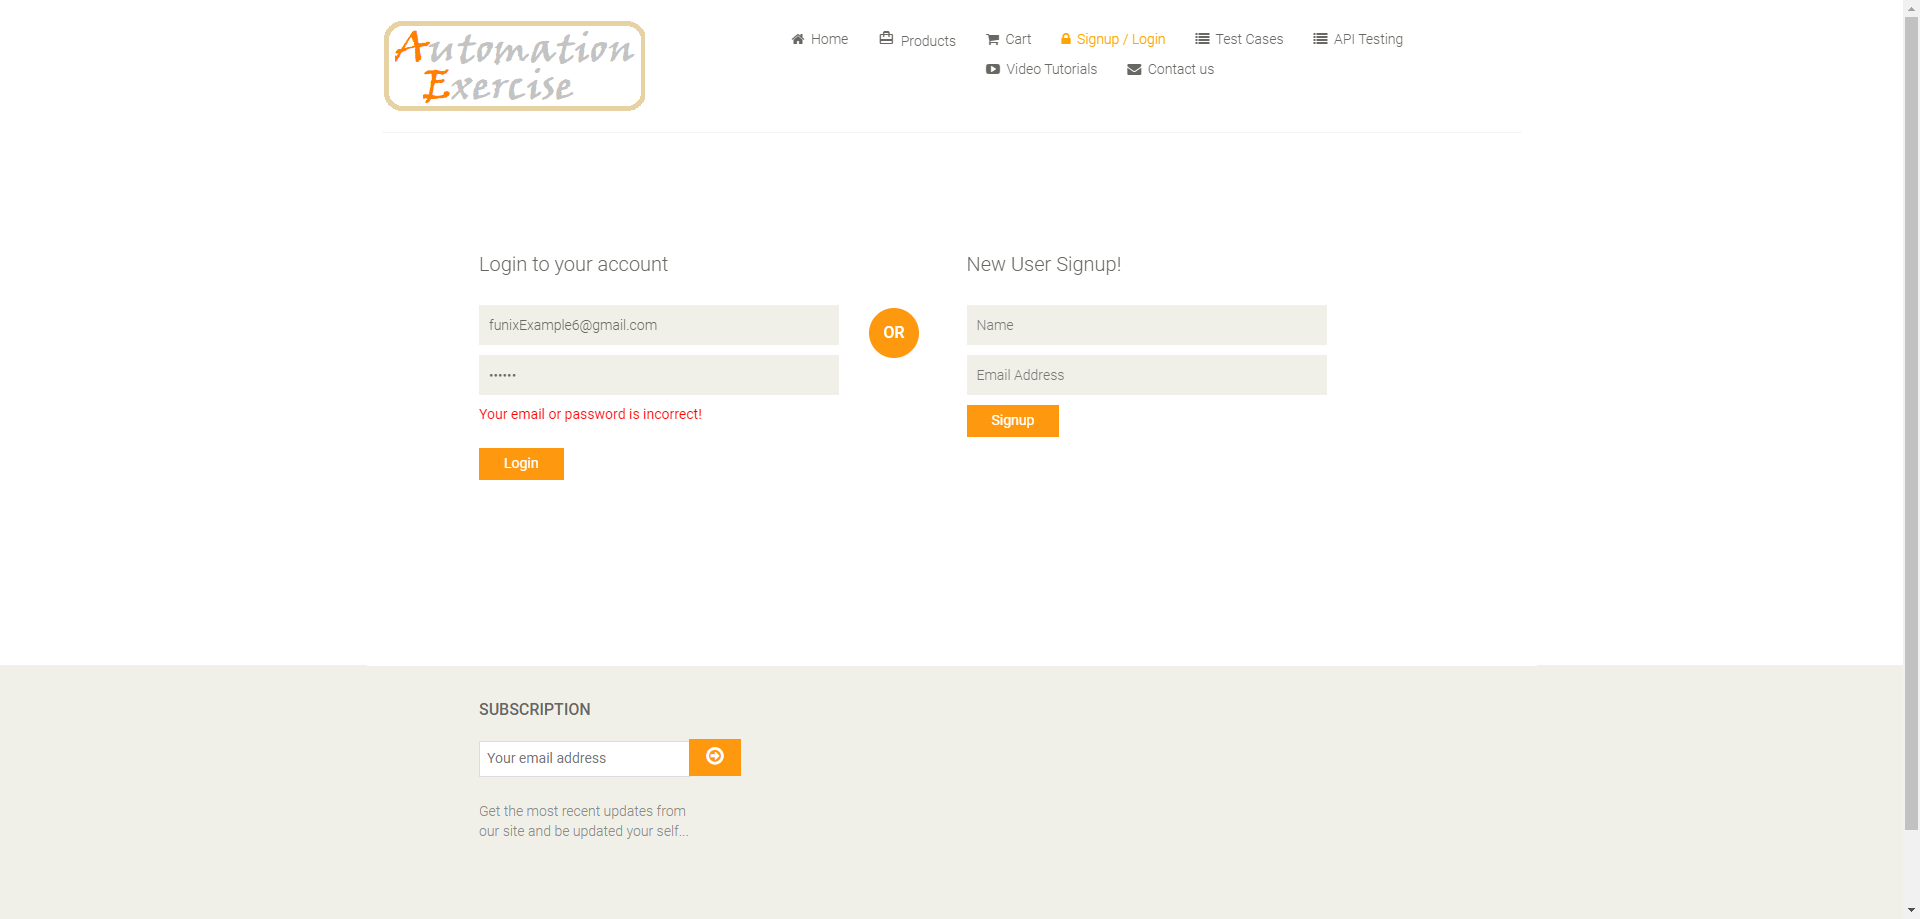 Automation
Exercise
Home
Products
Cart
Signup / Login
Test Cases
API Testing
Video Tutorials
Contact us
Login to your account
funixExample6@gmail.com
••••••
Your email or password is incorrect!
Login
OR
New User Signup!
Name
Email Address
Signup
SUBSCRIPTION
Your email address
Get the most recent updates from
our site and be updated your self...